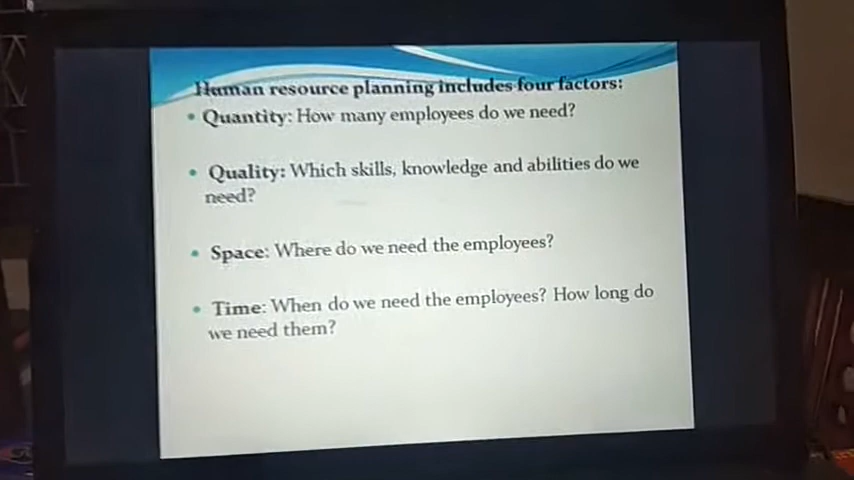 Human resource planning includes four factors:
• Quantity: How many employees do we need?
• Quality: Which skills, knowledge and abilities do we
need?
• Space: Where do we need the employees?
• Time: When do we need the employees? How long do
we need them?